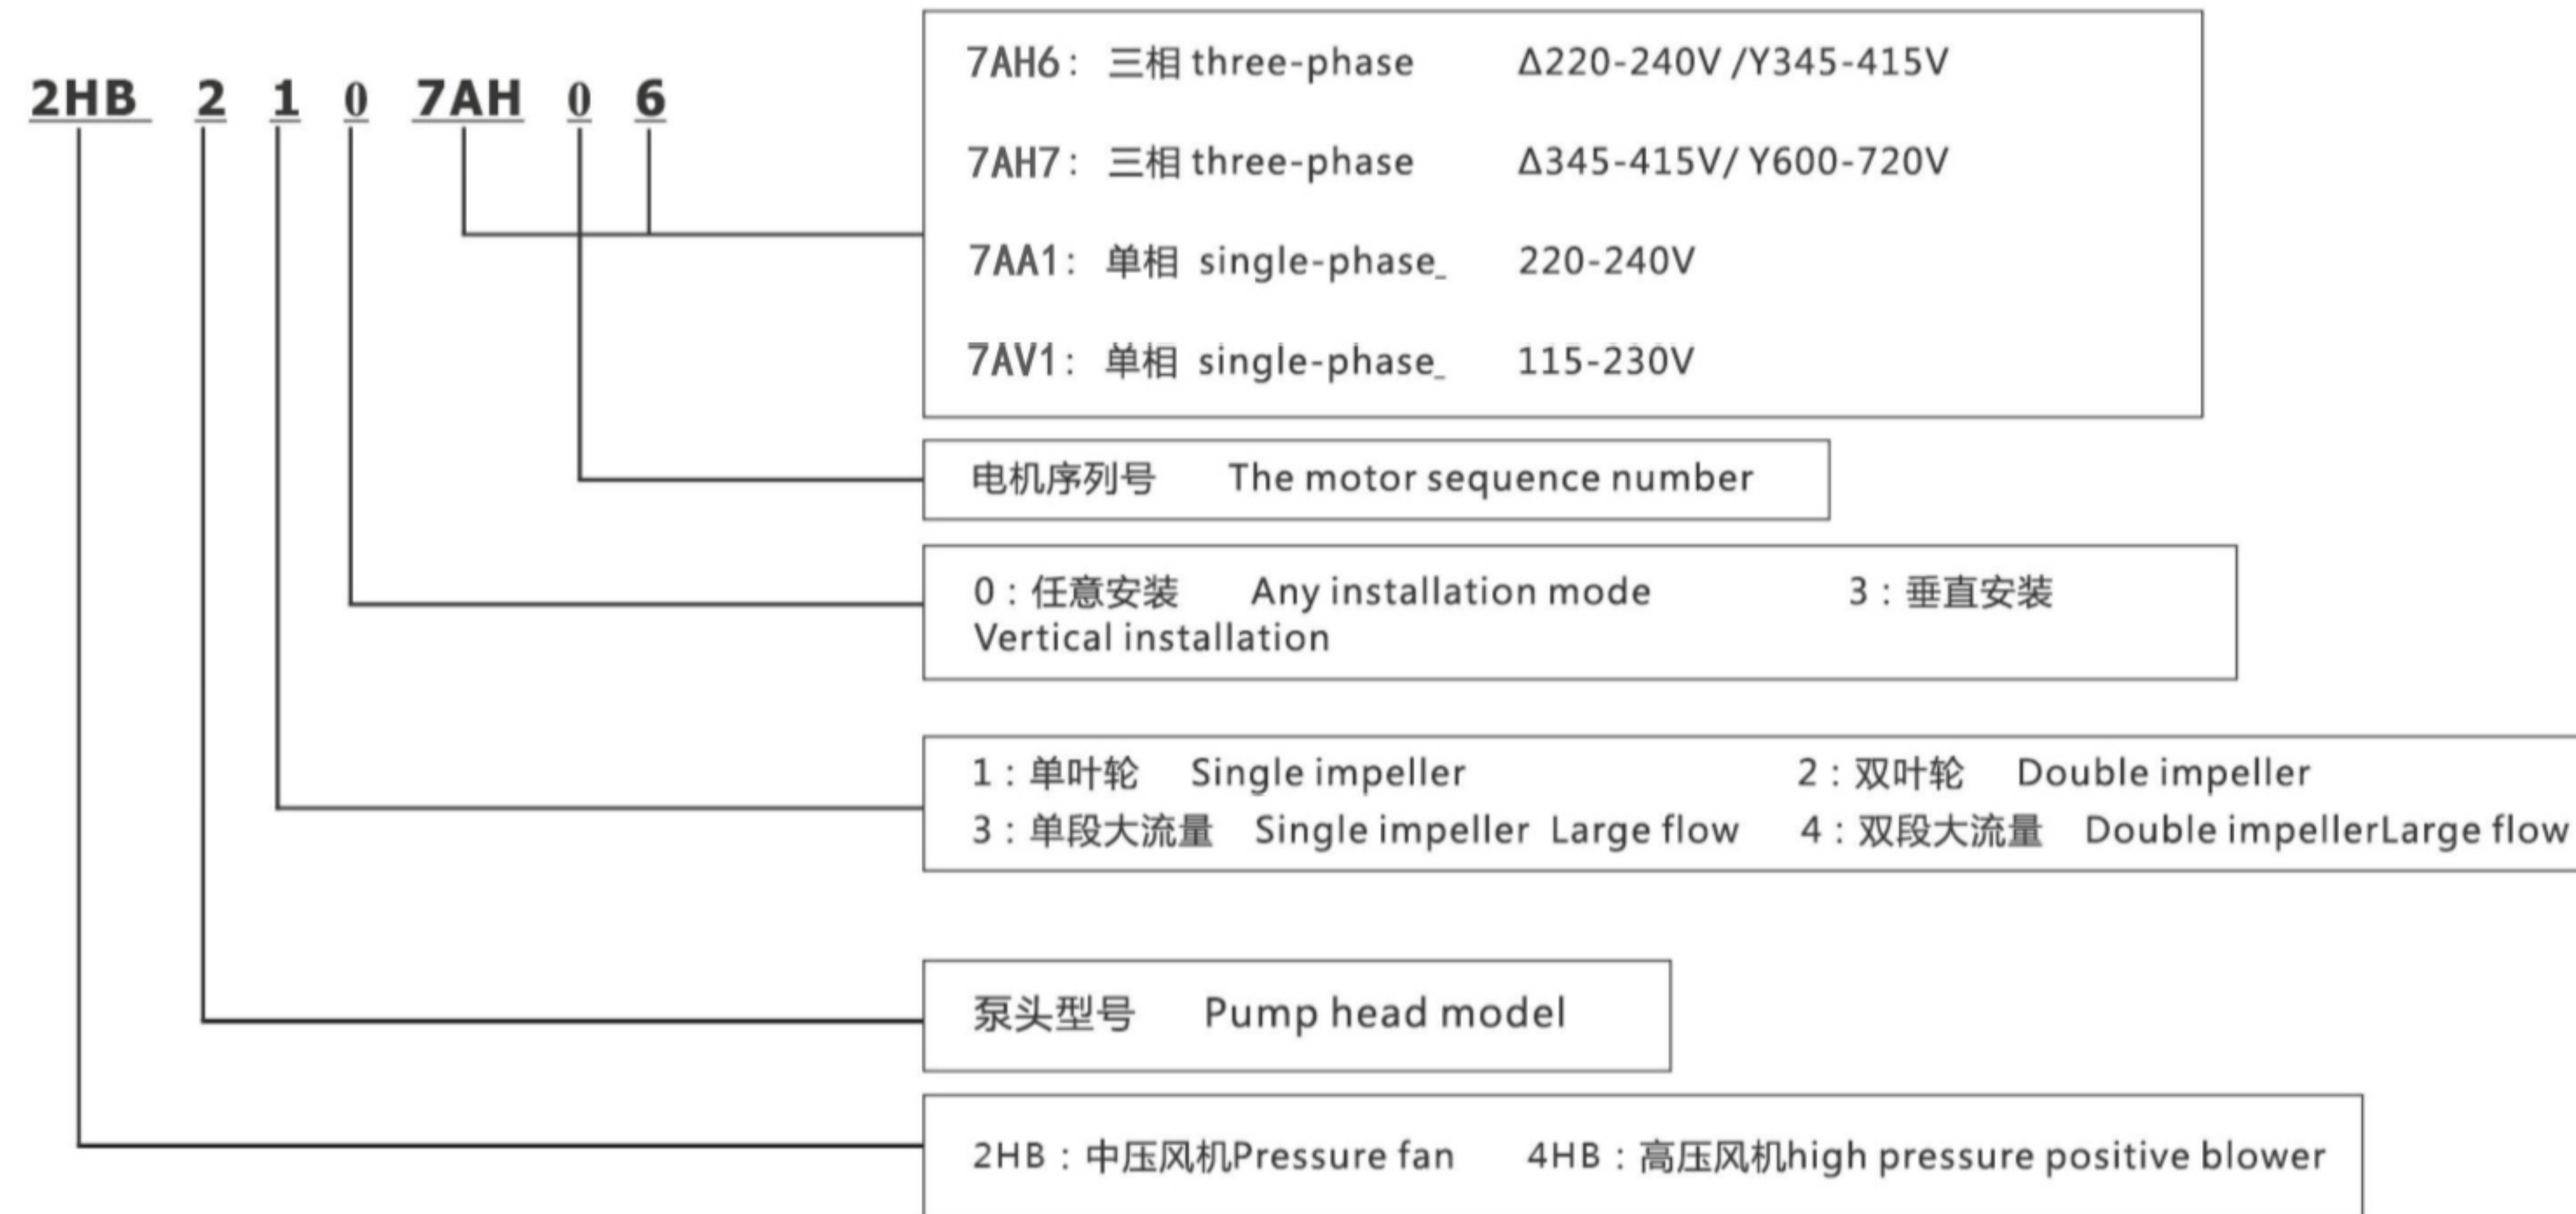 2HB 2 1 0 7AH 0 6
7AH6: 三相 three-phase Δ220-240V /Y345-415V
7AH7: 三相 three-phase Δ345-415V/ Y600-720V
7AA1: 单相 single-phase_ 220-240V
7AV1: 单相 single-phase_ 115-230V
电机序列号 The motor sequence number
0：任意安装 Any installation mode 3：垂直安装
Vertical installation
1：单叶轮 Single impeller 2：双叶轮 Double impeller
3：单段大流量 Single impeller Large flow 4：双段大流量 Double impellerLarge flow
泵头型号 Pump head model
2HB：中压风机Pressure fan 4HB：高压风机high pressure positive blower